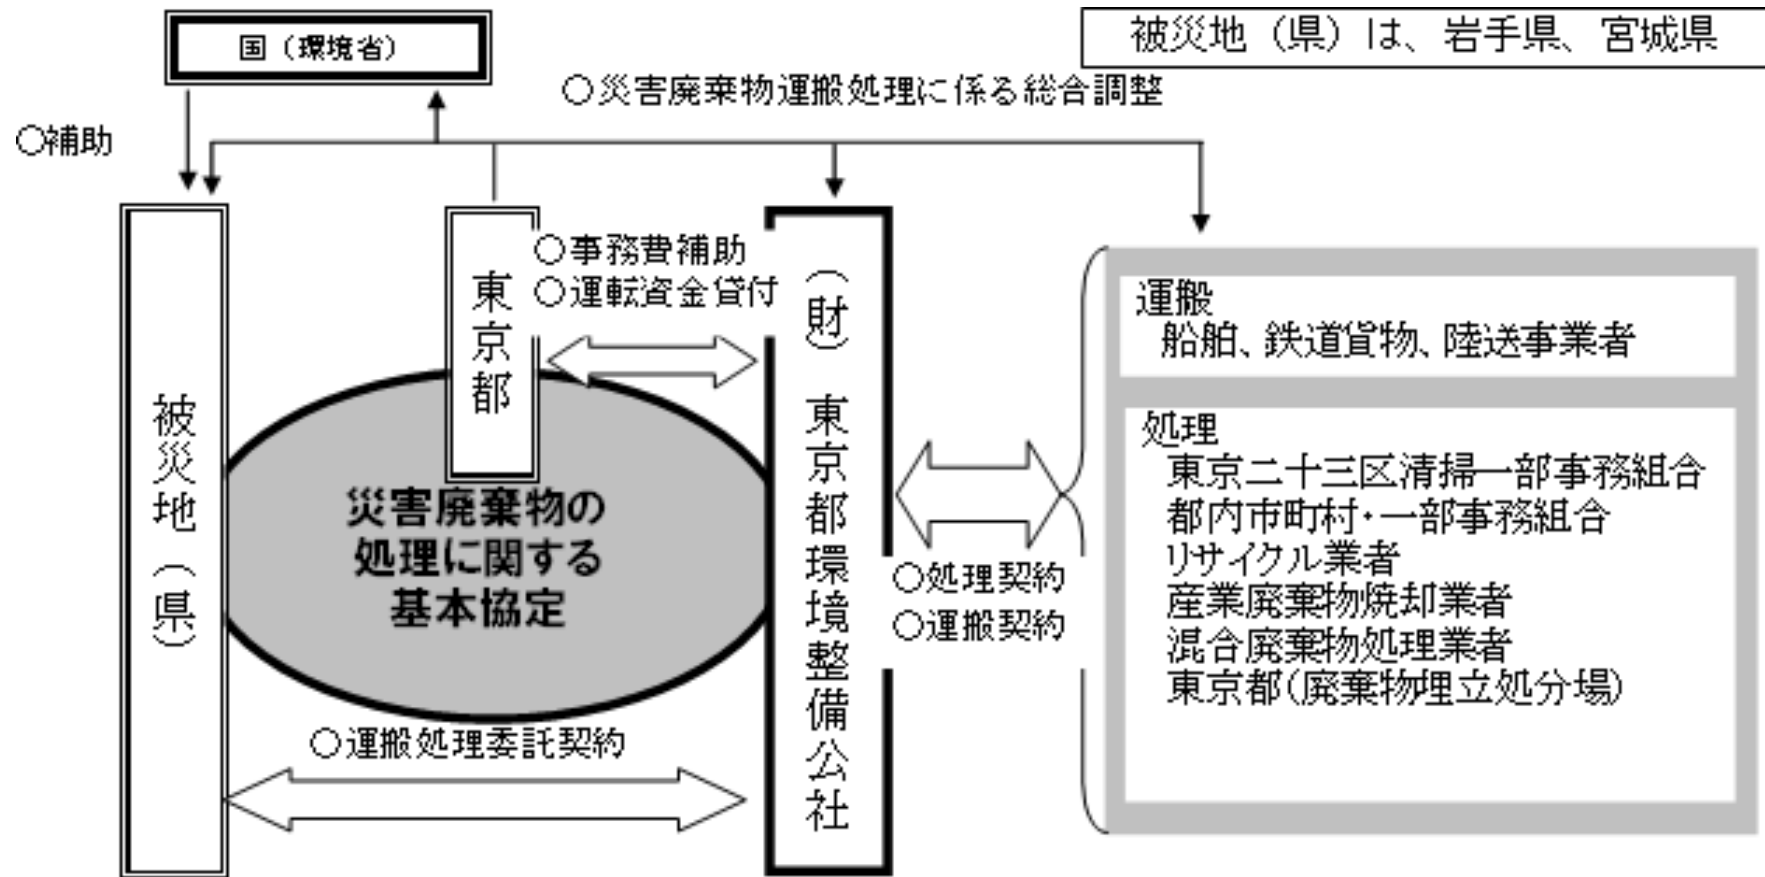 国（環境省）
被災地（県）は、岩手県、宮城県
○災害廃棄物運搬処理に係る総合調整
○補助
被災地（県）
東京都
○事務費補助
○運転資金貸付
（財）東京都環境整備公社
災害廃棄物の
処理に関する
基本協定
○運搬処理委託契約
○処理契約
○運搬契約
運搬
船舶、鉄道貨物、陸送事業者
処理
東京二十三区清掃一部事務組合
都内市町村・一部事務組合
リサイクル業者
産業廃棄物焼却業者
混合廃棄物処理業者
東京都(廃棄物埋立処分場)